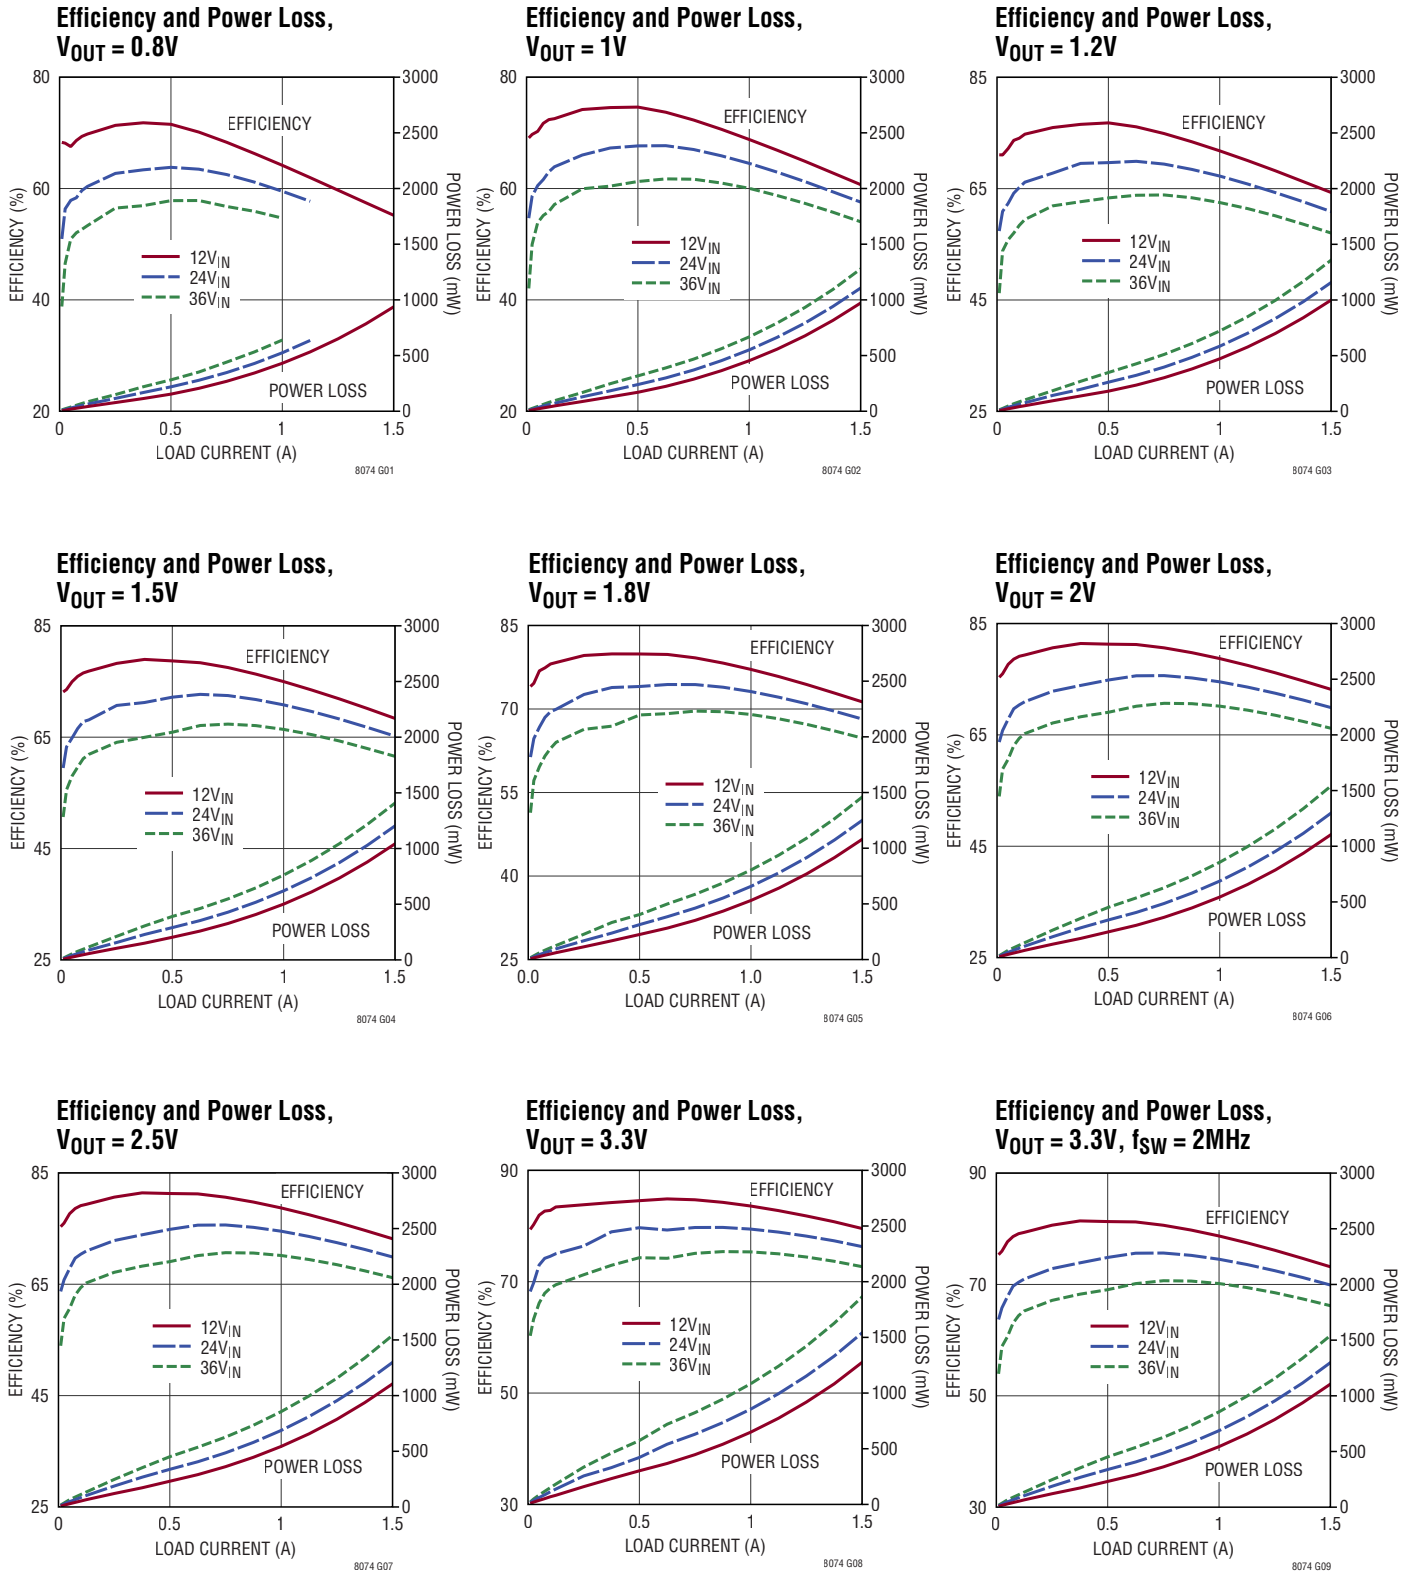 Efficiency and Power Loss,
VOUT = 0.8V
80
60
40
20
3000
2500
2000
1500
1000
500
0
EFFICIENCY (%)
POWER LOSS (mW)
EFFICIENCY
12VIN
24VIN
36VIN
POWER LOSS
0
0.5
1
1.5
LOAD CURRENT (A)
8074 G01
Efficiency and Power Loss,
VOUT = 1V
80
60
40
20
3000
2500
2000
1500
1000
500
0
EFFICIENCY (%)
POWER LOSS (mW)
EFFICIENCY
12VIN
24VIN
36VIN
POWER LOSS
0
0.5
1
1.5
LOAD CURRENT (A)
8074 G02
Efficiency and Power Loss,
VOUT = 1.2V
85
65
45
25
3000
2500
2000
1500
1000
500
0
EFFICIENCY (%)
POWER LOSS (mW)
EFFICIENCY
12VIN
24VIN
36VIN
POWER LOSS
0
0.5
1
1.5
LOAD CURRENT (A)
8074 G03
Efficiency and Power Loss,
VOUT = 1.5V
85
65
45
25
3000
2500
2000
1500
1000
500
0
EFFICIENCY (%)
POWER LOSS (mW)
EFFICIENCY
12VIN
24VIN
36VIN
POWER LOSS
0
0.5
1
1.5
LOAD CURRENT (A)
8074 G04
Efficiency and Power Loss,
VOUT = 1.8V
85
70
55
40
25
3000
2500
2000
1500
1000
500
0
EFFICIENCY (%)
POWER LOSS (mW)
EFFICIENCY
12VIN
24VIN
36VIN
POWER LOSS
0.0
0.5
1.0
1.5
LOAD CURRENT (A)
8074 G05
Efficiency and Power Loss,
VOUT = 2V
85
65
45
25
3000
2500
2000
1500
1000
500
0
EFFICIENCY (%)
POWER LOSS (mW)
EFFICIENCY
12VIN
24VIN
36VIN
POWER LOSS
0
0.5
1
1.5
LOAD CURRENT (A)
8074 G06
Efficiency and Power Loss,
VOUT = 2.5V
85
65
45
25
3000
2500
2000
1500
1000
500
0
EFFICIENCY (%)
POWER LOSS (mW)
EFFICIENCY
12VIN
24VIN
36VIN
POWER LOSS
0
0.5
1
1.5
LOAD CURRENT (A)
8074 G07
Efficiency and Power Loss,
VOUT = 3.3V
90
70
50
30
3000
2500
2000
1500
1000
500
0
EFFICIENCY (%)
POWER LOSS (mW)
EFFICIENCY
12VIN
24VIN
36VIN
POWER LOSS
0
0.5
1
1.5
LOAD CURRENT (A)
8074 G08
Efficiency and Power Loss,
VOUT = 3.3V, fSW = 2MHz
90
70
50
30
3000
2500
2000
1500
1000
500
0
EFFICIENCY (%)
POWER LOSS (mW)
EFFICIENCY
12VIN
24VIN
36VIN
POWER LOSS
0
0.5
1
1.5
LOAD CURRENT (A)
8074 G09